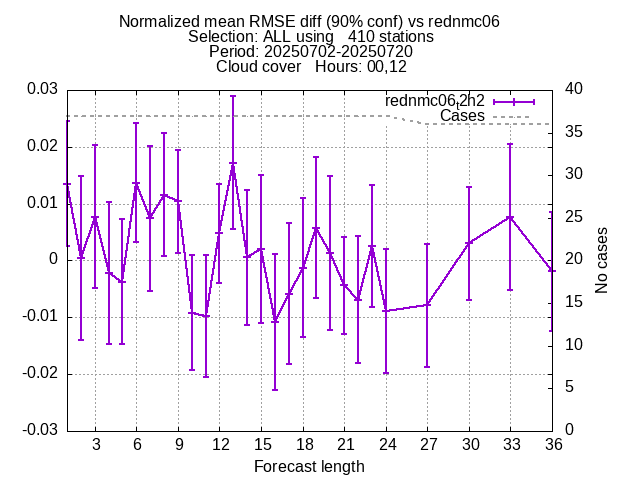 Normalized mean RMSE diff (90% conf) vs rednmc06
Selection: ALL using   410 stations
Period: 20250702-20250720
Cloud cover   Hours: 00,12
0.03
0.02
0.01
0
-0.01
-0.02
-0.03
rednmc06,2h2
Cases
40
35
30
25
20
15
10
5
0
No cases
3 6 9 12 15 18 21 24 27 30 33 36
Forecast length